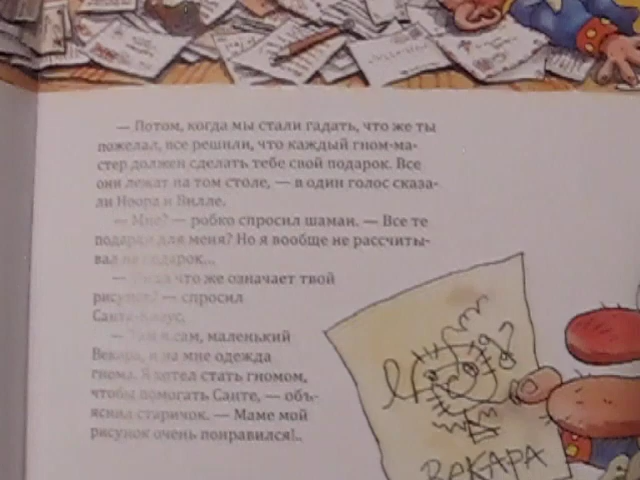 — Потом, когда мы стали гадать, что же ты
пожелал, все решили, что каждый гном-ма-
стер должен сделать тебе свой подарок. Все
они лежат на том столе, — в один голос сказа-
ли Ноора и Вилле.
— Мне? — робко спросил шаман. — Все те
подарки для меня? Но я вообще не рассчиты-
вал на подарок...
— что же означает твой
рисунок? — спросил
Санта-Клаус.
— Там я сам, маленький
Векара, и на мне одежда
гнома. Я хотел стать гномом,
чтобы помогать Санте, — объ-
яснил старичок. — Маме мой
рисунок очень понравился!..
ВЕКАРА